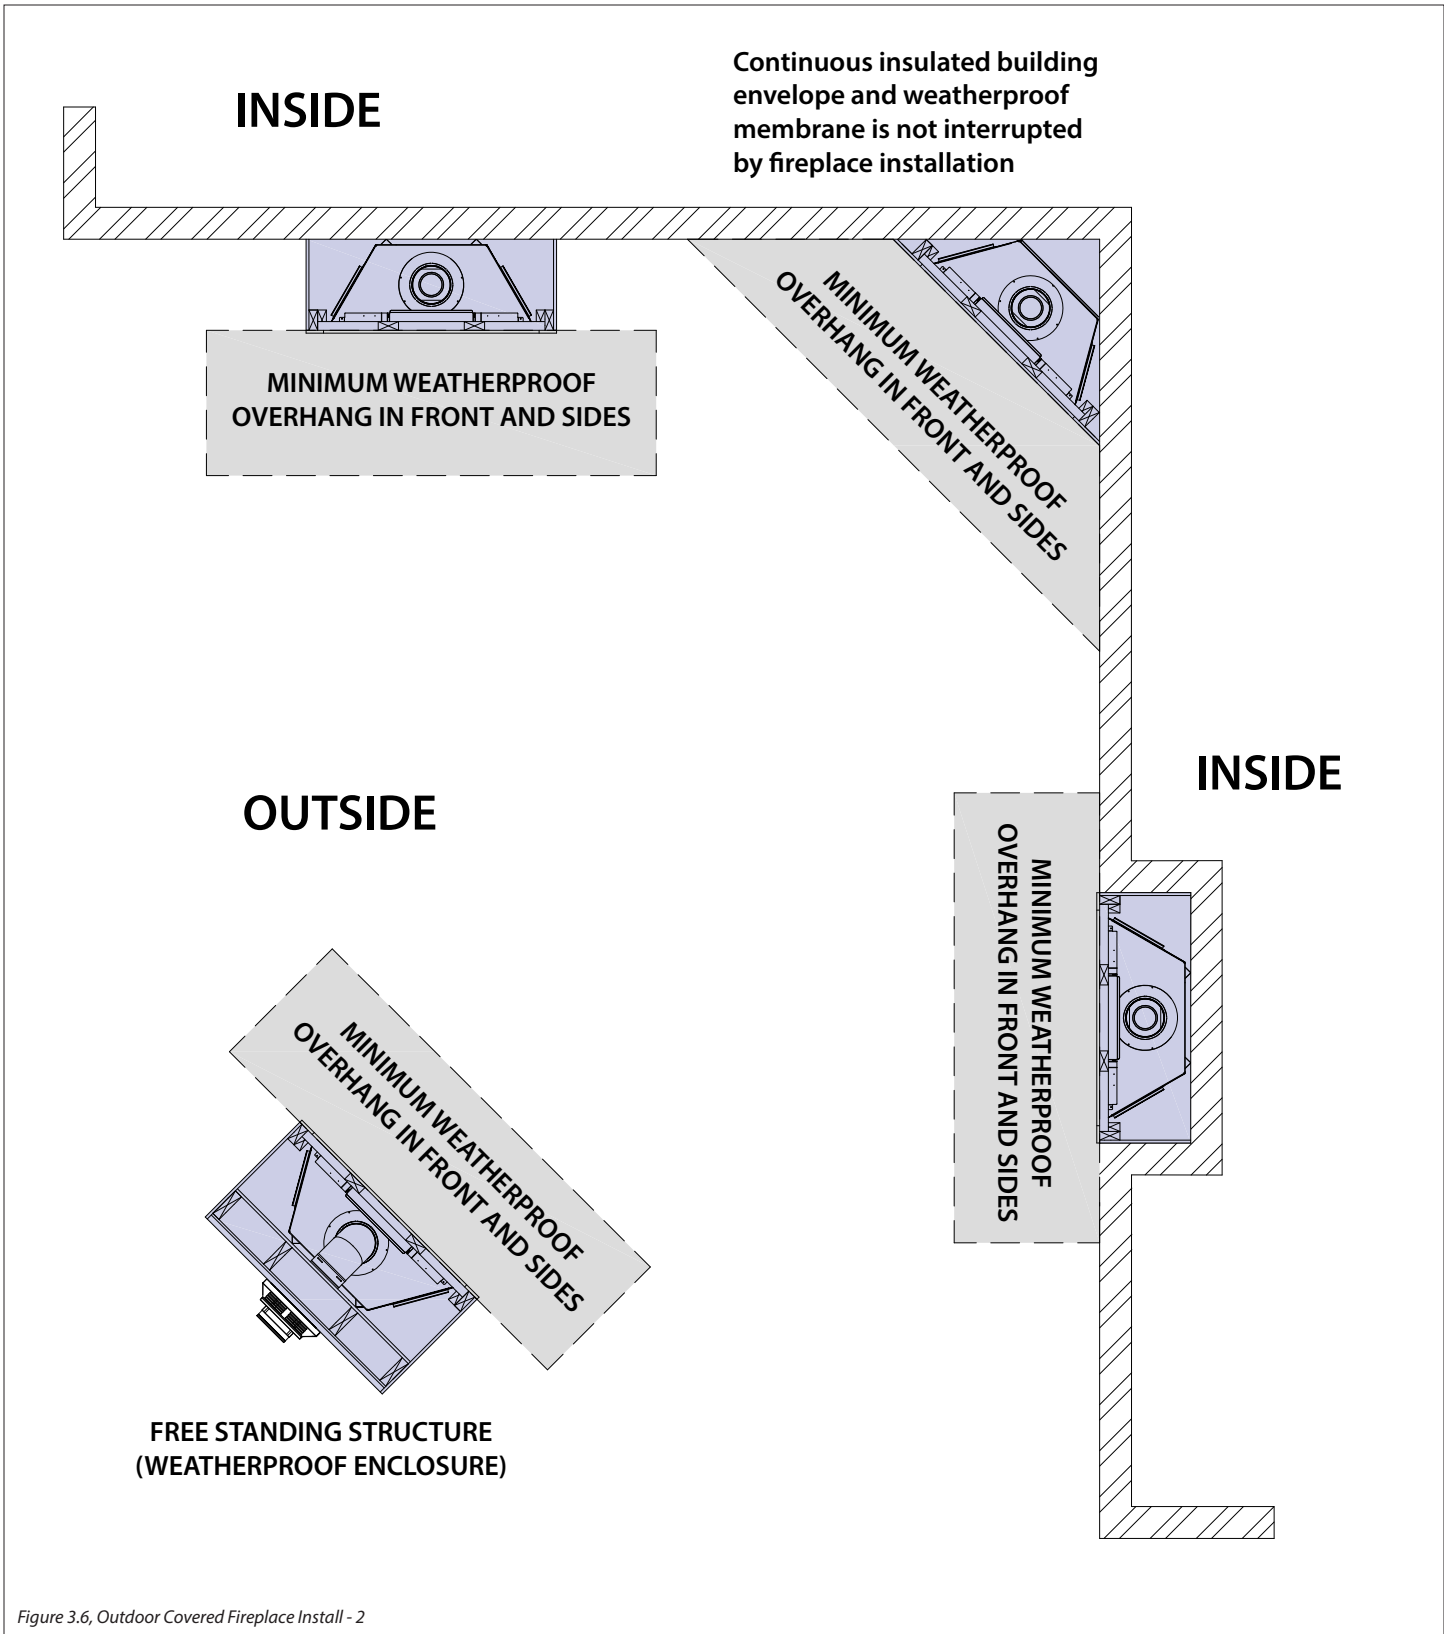 INSIDE
Continuous insulated building
envelope and weatherproof
membrane is not interrupted
by fireplace installation
MINIMUM WEATHERPROOF
OVERHANG IN FRONT AND SIDES
MINIMUM WEATHERPROOF
OVERHANG IN FRONT AND SIDES
INSIDE
OUTSIDE
MINIMUM WEATHERPROOF
OVERHANG IN FRONT AND SIDES
MINIMUM WEATHERPROOF
OVERHANG IN FRONT AND SIDES
FREE STANDING STRUCTURE
(WEATHERPROOF ENCLOSURE)
Figure 3.6, Outdoor Covered Fireplace Install - 2